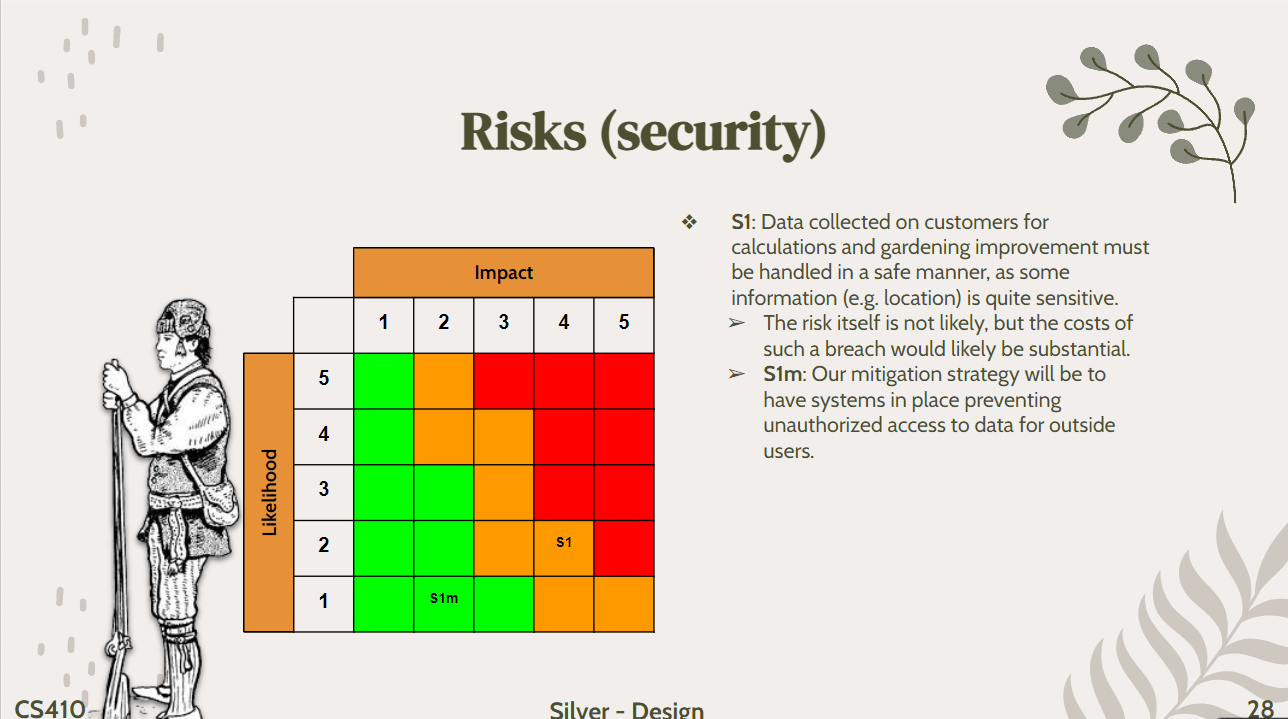 Risks (security)
❖ S1: Data collected on customers for
calculations and gardening improvement must
be handled in a safe manner, as some
information (e.g. location) is quite sensitive.
➢ The risk itself is not likely, but the costs of
such a breach would likely be substantial.
➢ S1m: Our mitigation strategy will be to
have systems in place preventing
unauthorized access to data for outside
users.
Impact
1 2 3 4 5
Likelihood
5
4
3
2 S1
1 S1m
CS410
Silver - Design
28